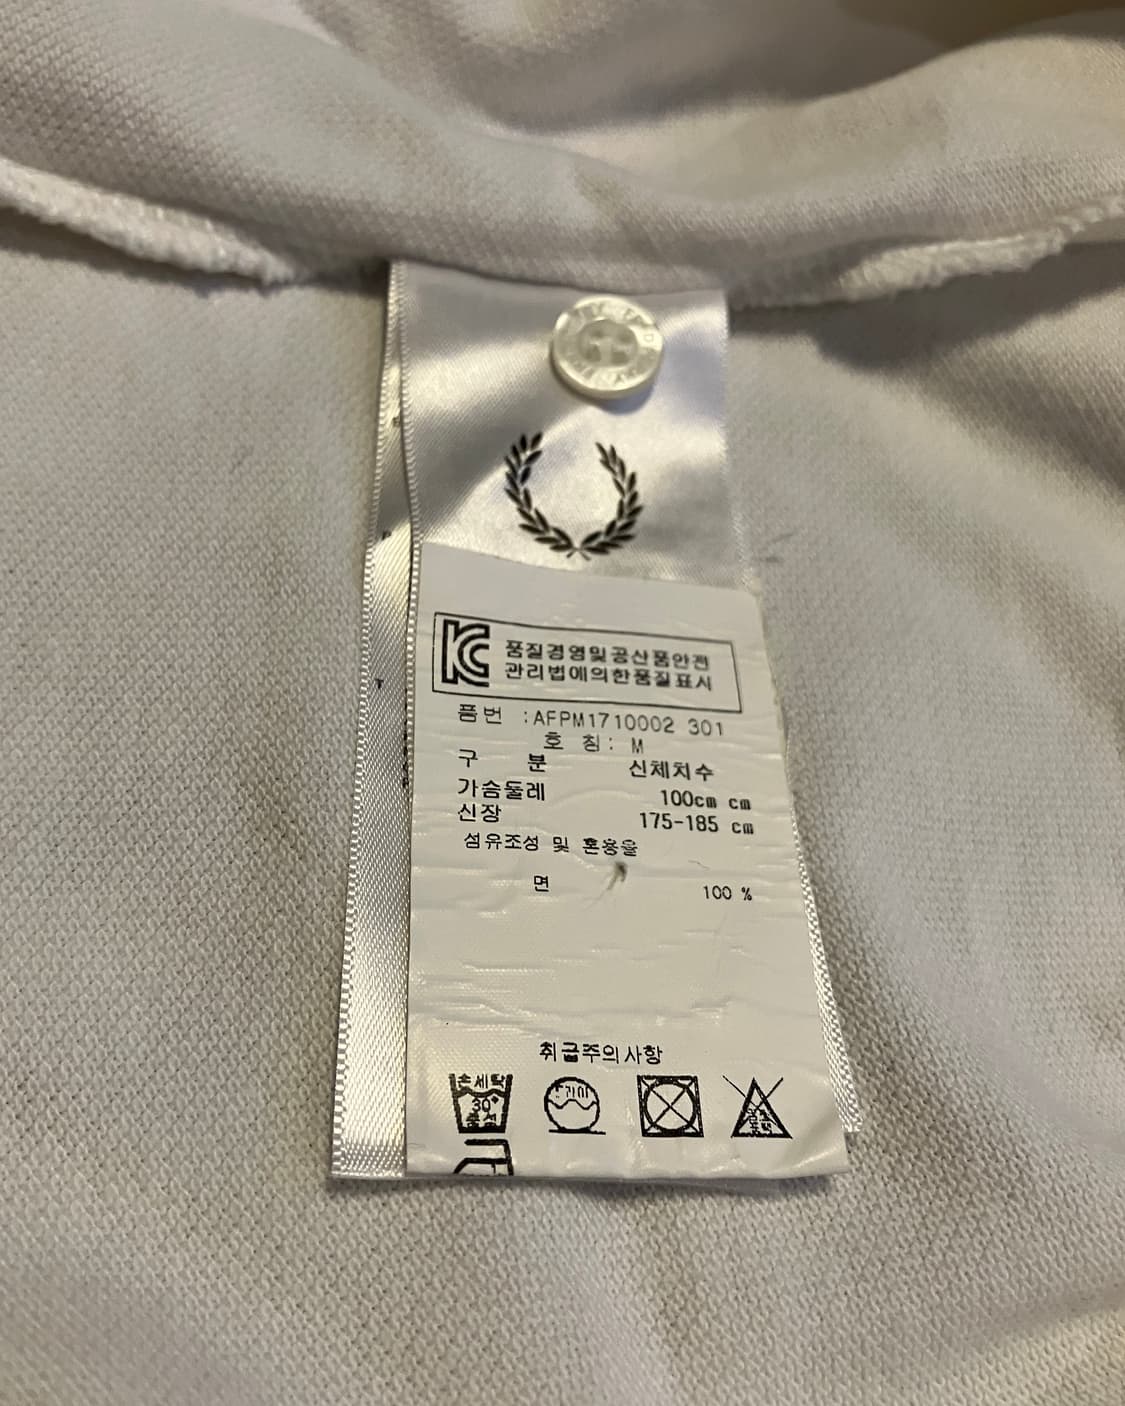 KC 품질경영및공산품안전
관리법에의한품질표시
품번 :AFPM1710002 301
호 칭: M
구 분 신체치수
가슴둘레 100cm cm
신장 175-185 cm
섬유조성 및 혼용율
면 100 %
취급주의사항
손세탁
30°
중성